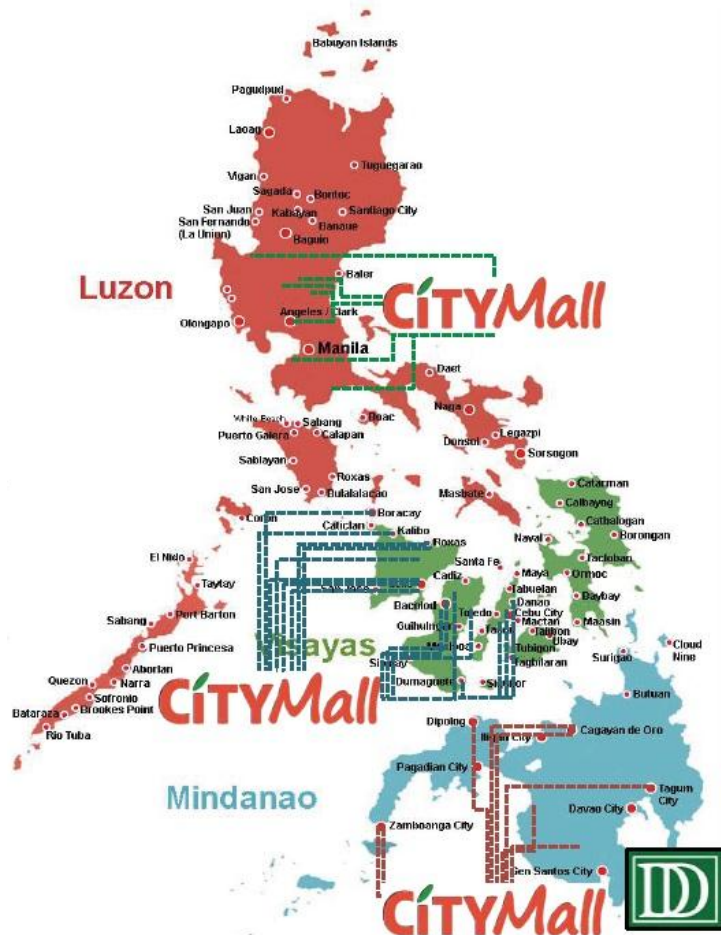 Babuyan Islands
Pagudpud
Laoag
Tuguegarao
Vigan
Sagada
Bontoc
San Juan
Kabayan
Santiago City
San Fernando
(La Union)
Banaue
Baguio
Baler
Luzon
CITYMall
Angeles / Clark
Olongapo
Manila
Daet
Naga
White Beach
Sabang
Boac
Puerto Galera
Calapan
Legazpi
Donsol
Sorsogon
Sablayan
Roxas
San Jose
Bulalalacao
Masbate
Catarman
Calbayog
Coron
Boracay
Caticlan
Kalibo
Catbalogan
Borongan
Roxas
Naval
El Nido
Santa Fe
Tacloban
Taytay
Cadiz
Maya
Ormoc
Tabuelan
Bacolod
Danao
Baybay
Port Barton
Toledo
Cebu City
Sabang
Guihulngan
Mactan
Maasin
Talibon
Ubay
Puerto Princesa
Visayas
Tubigon
Cloud
Nine
Aborlan
Sipalay
Tagbilaran
Surigao
Quezon
Narra
CITYMall
Dumaguete
Siquijor
Butuan
Sofronio
Bataraza
Brookes Point
Rio Tuba
Dipolog
Iligan City
Cagayan de Oro
Mindanao
Pagadian City
Tagum
City
Davao City
Zamboanga City
Gen Santos City
CITYMall
DD